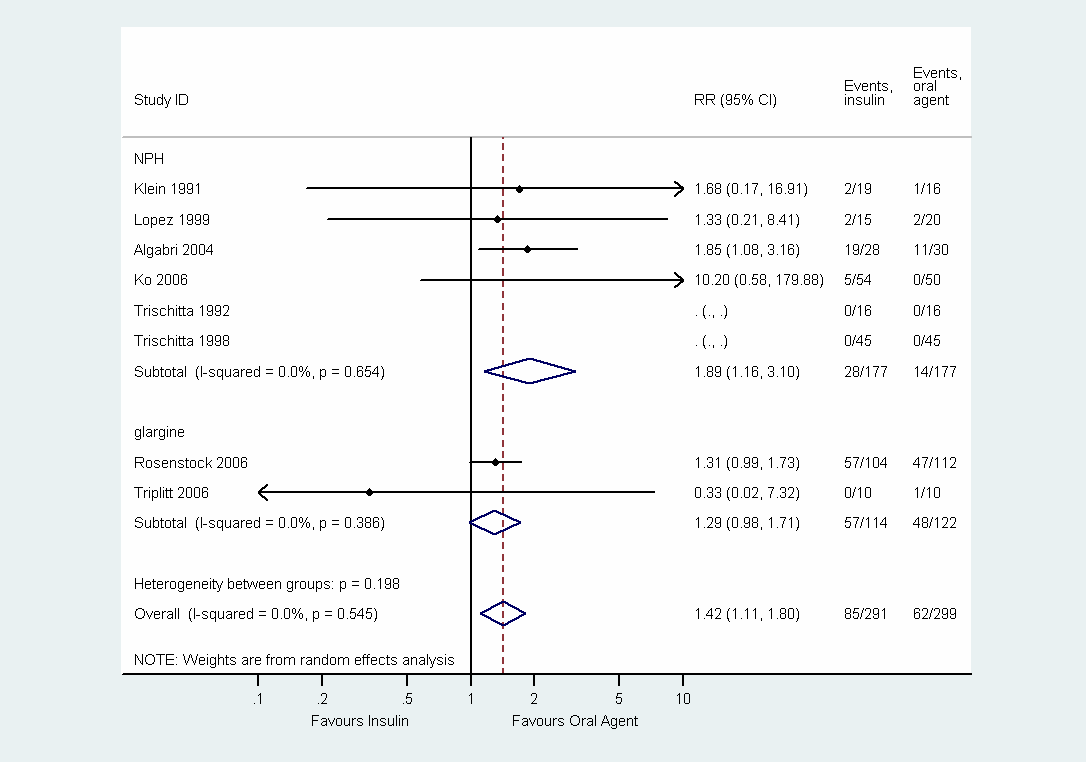 Study ID RR (95% CI) Events, insulin Events, oral agent
NPH
Klein 1991 1.68 (0.17, 16.91) 2/19 1/16
Lopez 1999 1.33 (0.21, 8.41) 2/15 2/20
Algabri 2004 1.85 (1.08, 3.16) 19/28 11/30
Ko 2006 10.20 (0.58, 179.88) 5/54 0/50
Trischitta 1992 . (., .) 0/16 0/16
Trischitta 1998 . (., .) 0/45 0/45
Subtotal (I-squared = 0.0%, p = 0.654) 1.89 (1.16, 3.10) 28/177 14/177
glargine
Rosenstock 2006 1.31 (0.99, 1.73) 57/104 47/112
Triplitt 2006 0.33 (0.02, 7.32) 0/10 1/10
Subtotal (I-squared = 0.0%, p = 0.386) 1.29 (0.98, 1.71) 57/114 48/122
Heterogeneity between groups: p = 0.198
Overall (I-squared = 0.0%, p = 0.545) 1.42 (1.11, 1.80) 85/291 62/299
NOTE: Weights are from random effects analysis
.1 .2 .5 1 2 5 10
Favours Insulin Favours Oral Agent